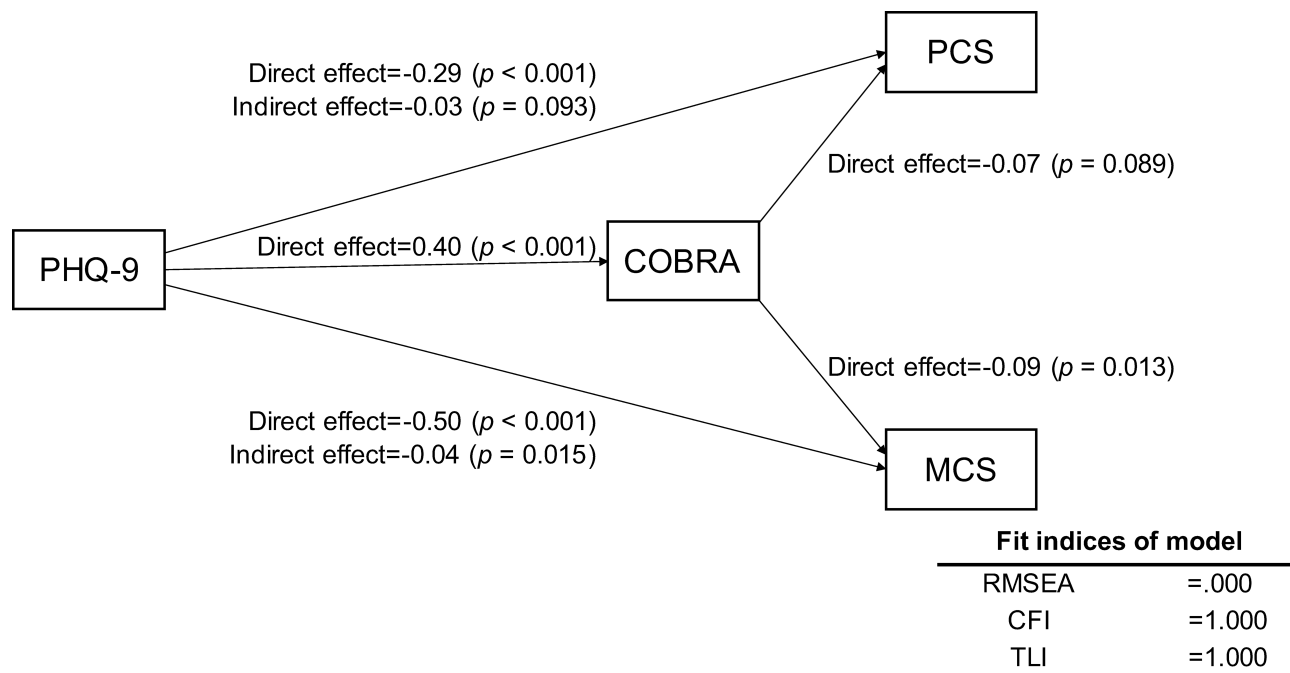 PCS
Direct effect=-0.29 (p < 0.001)
Indirect effect=-0.03 (p = 0.093)
Direct effect=-0.07 (p = 0.089)
Direct effect=0.40 (p < 0.001)
COBRA
PHQ-9
Direct effect=-0.09 (p = 0.013)
Direct effect=-0.50 (p < 0.001)
Indirect effect=-0.04 (p = 0.015)
MCS
Fit indices of model
RMSEA =.000
CFI =1.000
TLI =1.000